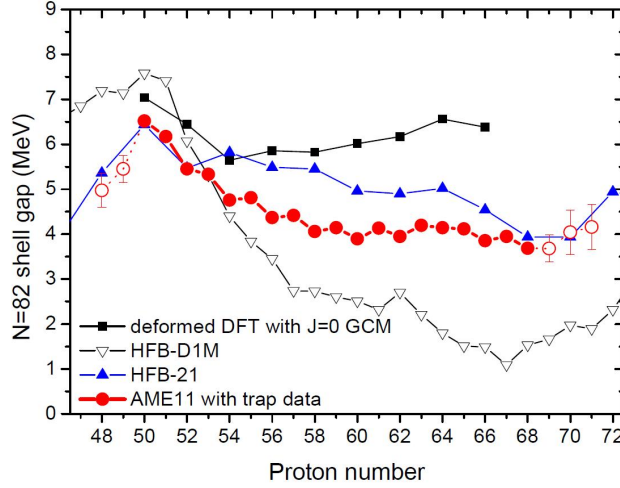 N=82 shell gap (MeV)
9
8
7
6
5
4
3
2
1
0
deformed DFT with J=0 GCM
HFB-D1M
HFB-21
AME11 with trap data
48 50 52 54 56 58 60 62 64 66 68 70 72
Proton number